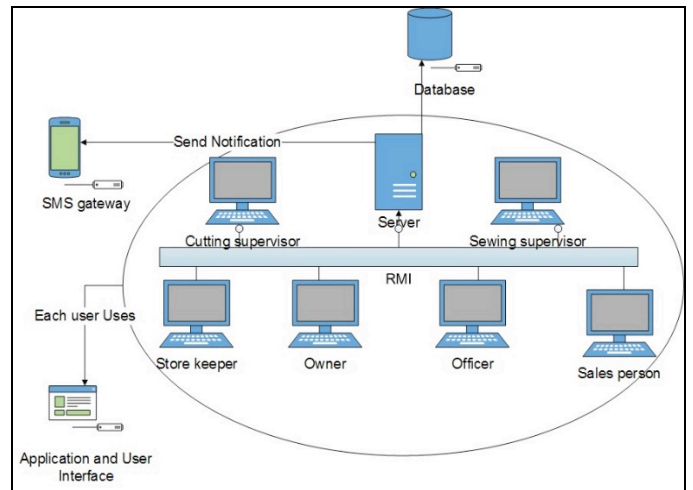 Database
Send Notification
SMS gateway
Server
Cutting supervisor
Sewing supervisor
RMI
Each user Uses
Store keeper
Owner
Officer
Sales person
Application and User
Interface